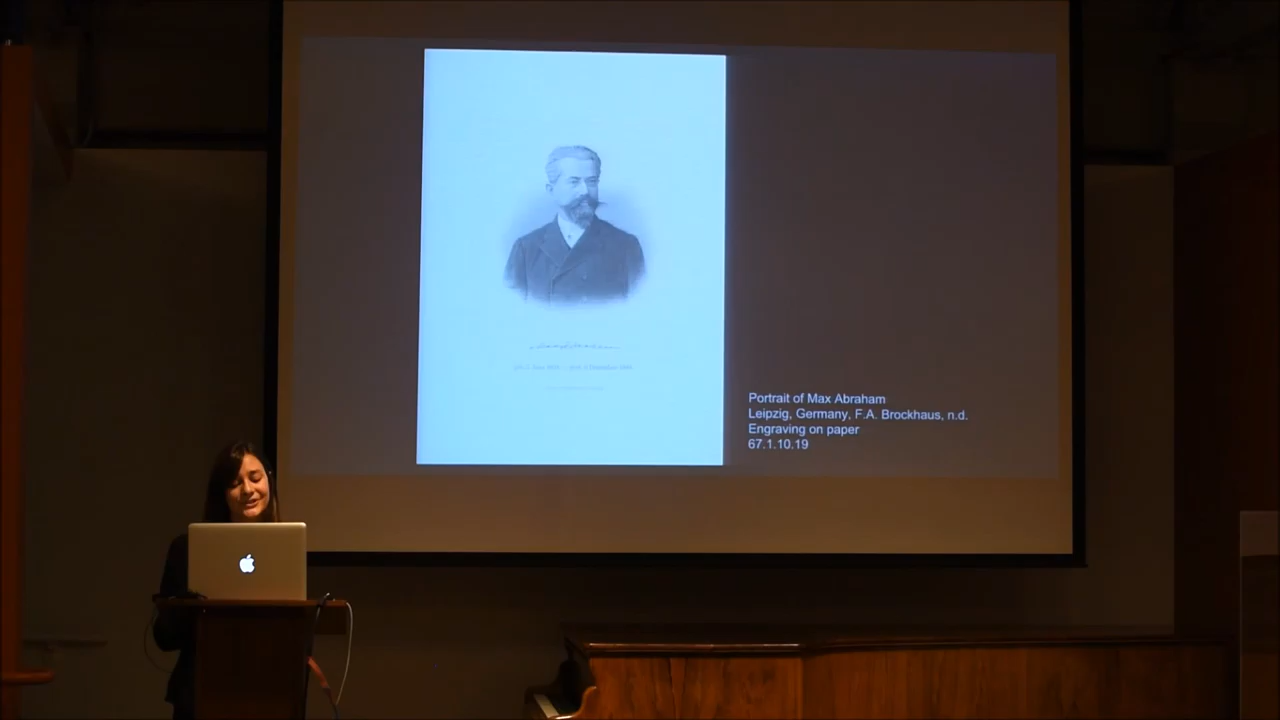 Portrait of Max Abraham
Leipzig, Germany, F.A. Brockhaus, n.d.
Engraving on paper
67.1.10.19